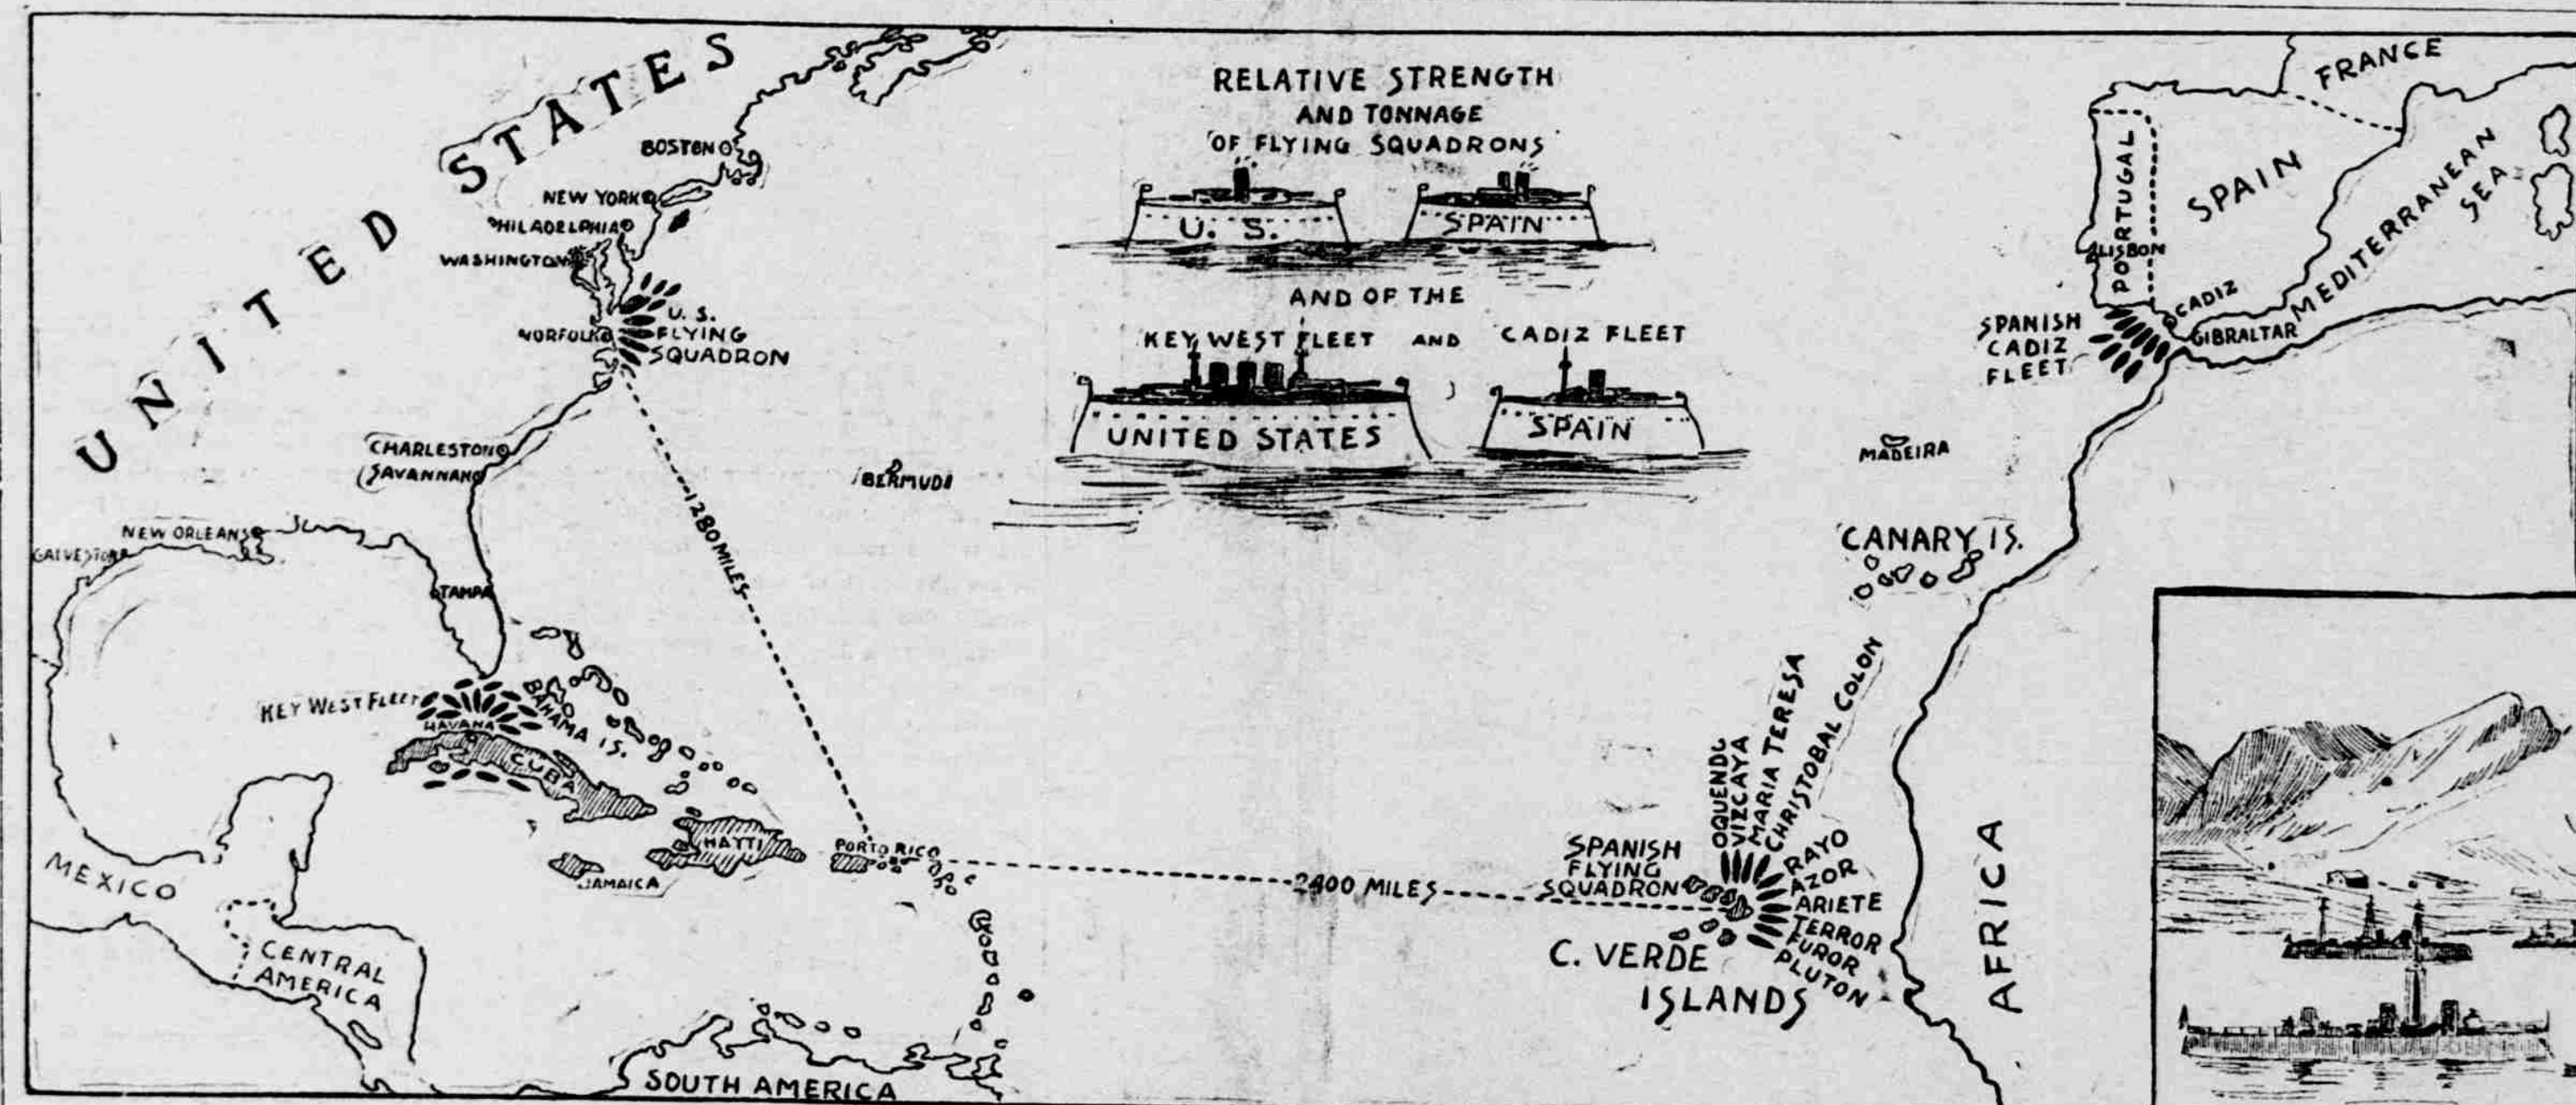 UNITED STATES
BOSTON
NEW YORK
PHILADELPHIA
WASHINGTON
NORFOLK
U. S.
FLYING
SQUADRON
CHARLESTON
SAVANNAH
NEW ORLEANS
GALVESTON
TAMPA
1280 MILES
BERMUDA
KEY WEST FLEET
HAVANA
CUBA
BAHAMA IS.
HAYTI
JAMAICA
PORTO RICO
MEXICO
CENTRAL
AMERICA
SOUTH AMERICA
RELATIVE STRENGTH
AND TONNAGE
OF FLYING SQUADRONS
U. S.
SPAIN
AND OF THE
KEY WEST FLEET AND CADIZ FLEET
UNITED STATES
SPAIN
FRANCE
PORTUGAL
SPAIN
LISBON
MEDITERRANEAN
SEA
CADIZ
GIBRALTAR
SPANISH
CADIZ
FLEET
MADEIRA
CANARY IS.
2400 MILES
SPANISH
FLYING
SQUADRON
OQUENDO
VIZCAYA
MARIA TERESA
CHRISTOBAL COLON
RAYO
AZOR
ARIETE
TERROR
FUROR
PLUTON
C. VERDE
ISLANDS
AFRICA